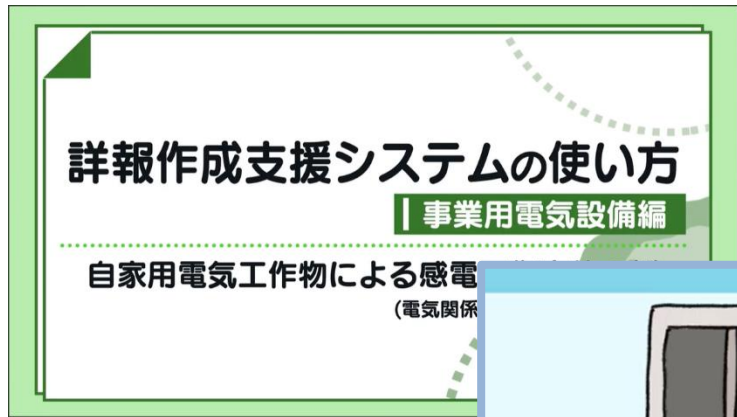 詳報作成支援システムの使い方
事業用電気設備編
自家用電気工作物による感電
(電気関係